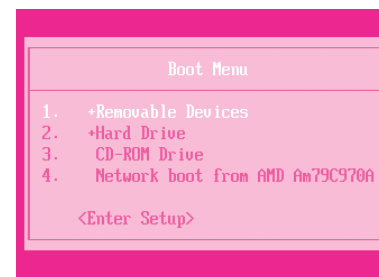 Boot Menu
1. +Removable Devices
2. +Hard Drive
3. CD-ROM Drive
4. Network boot from AMD Am79C970A
<Enter Setup>